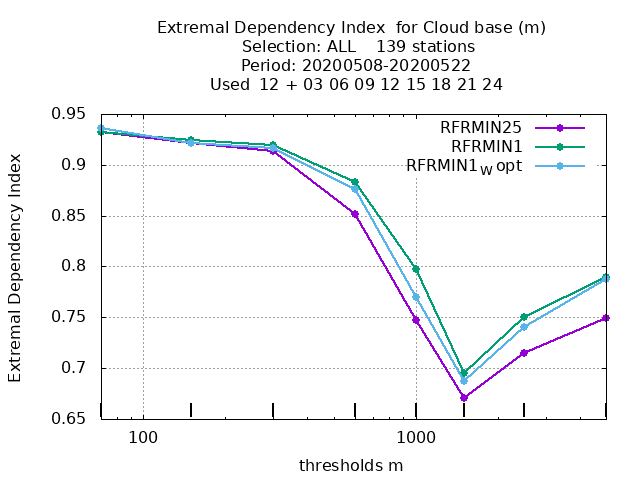 Extremal Dependency Index  for Cloud base (m)
Selection: ALL    139 stations
Period: 20200508-20200522
Used  12 + 03 06 09 12 15 18 21 24
RFRMIN25
RFRMIN1
RFRMIN1W opt
Extremal Dependency Index
0.95
0.9
0.85
0.8
0.75
0.7
0.65
100
1000
thresholds m